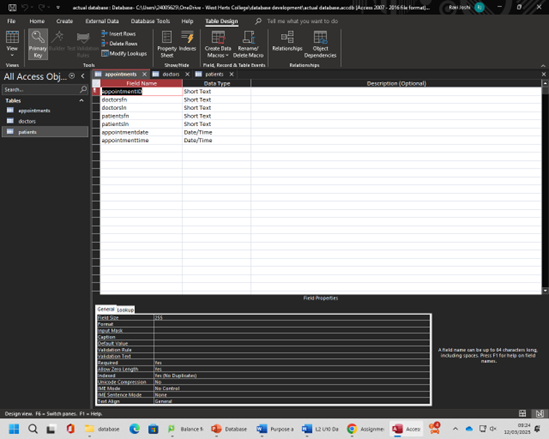 actual database : Database- C:\Users\24005629\OneDrive - West Herts College\database development\actual database.accdb (Access 2007 - 2016 file format)...
File Home Create External Data Database Tools Help Table Design Tell me what you want to do
View
Primary Key
Builder Test Validation Rules
Insert Rows
Delete Rows
Modify Lookups
Property Sheet
Indexes
Create Data Macros
Rename/ Delete Macro
Relationships
Object Dependencies
Views Tools Show/Hide Field, Record & Table Events Relationships
All Access Obj...
Search...
Tables
appointments
doctors
patients
appointments doctors patients
Field Name Data Type Description (Optional)
appointmentID Short Text
doctorsfn Short Text
doctorsln Short Text
patientsfn Short Text
patientsln Short Text
appointmentdate Date/Time
appointmenttime Date/Time
Field Properties
General Lookup
Field Size 255
Format
Input Mask
Caption
Default Value
Validation Rule
Validation Text
Required Yes
Allow Zero Length Yes
Indexed Yes (No Duplicates)
Unicode Compression No
IME Mode No Control
IME Sentence Mode None
Text Align General
A field name can be up to 64 characters long, including spaces. Press F1 for help on field names.
Design view. F6 = Switch panes. F1 = Help.
database Balance M Database Purpose a L2 U10 Da Assignme Acces
09:24
12/03/2025